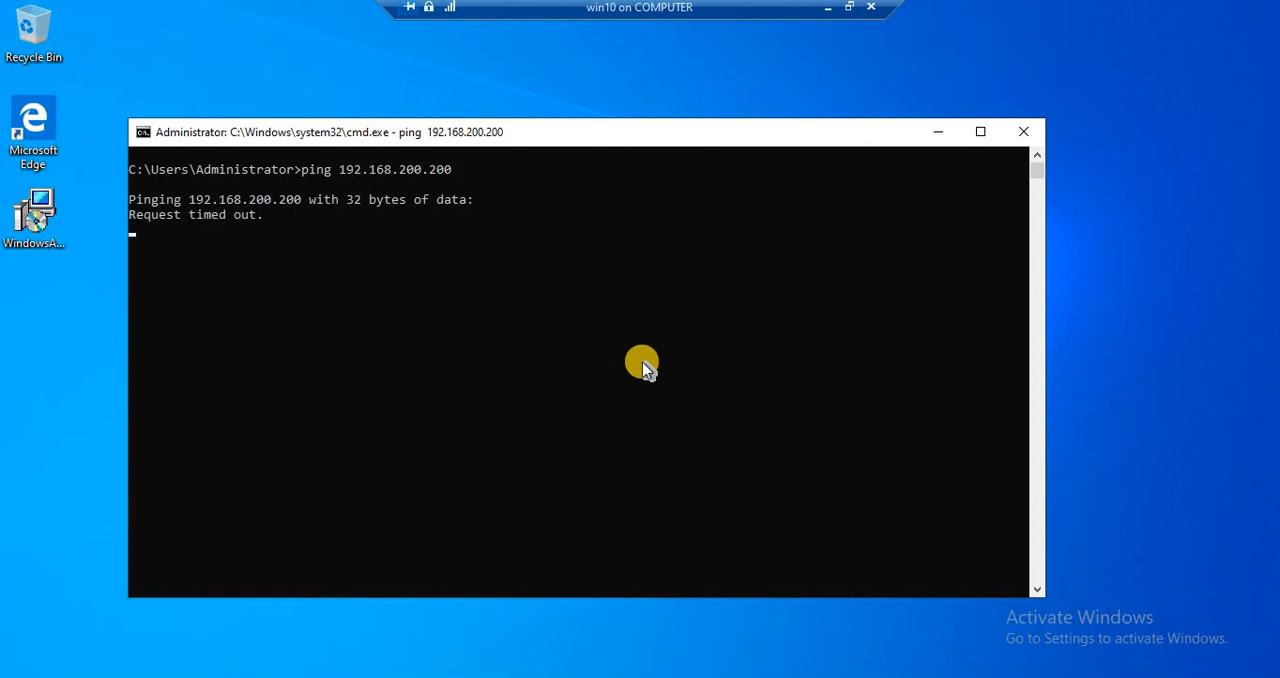 win10 on COMPUTER
Recycle Bin
Microsoft
Edge
WindowsA...
Administrator: C:\Windows\system32\cmd.exe - ping  192.168.200.200
C:\Users\Administrator>ping 192.168.200.200
Pinging 192.168.200.200 with 32 bytes of data:
Request timed out.
Activate Windows
Go to Settings to activate Windows.